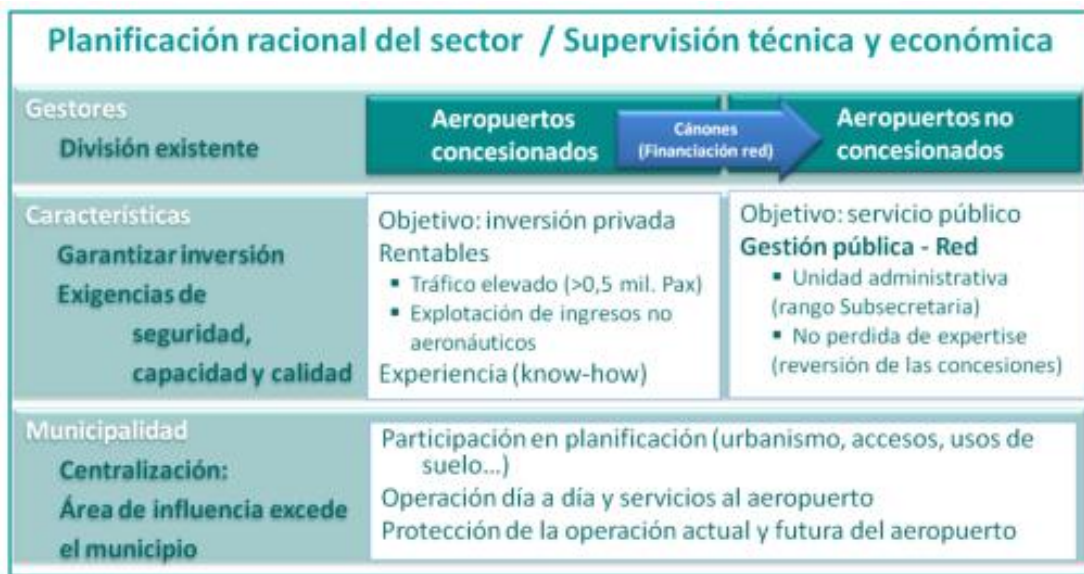 Planificación racional del sector / Supervisión técnica y económica
Gestores
División existente
Aeropuertos
concesionados
Cánones
(Financiación red)
Aeropuertos no
concesionados
Características
Garantizar inversión
Exigencias de
seguridad,
capacidad y calidad
Objetivo: inversión privada
Rentables
▪ Tráfico elevado (>0,5 mil. Pax)
▪ Explotación de ingresos no
aeronáuticos
Experiencia (know-how)
Objetivo: servicio público
Gestión pública - Red
▪ Unidad administrativa
(rango Subsecretaria)
▪ No perdida de expertise
(reversión de las concesiones)
Municipalidad
Centralización:
Área de influencia excede
el municipio
Participación en planificación (urbanismo, accesos, usos de
suelo...)
Operación día a día y servicios al aeropuerto
Protección de la operación actual y futura del aeropuerto